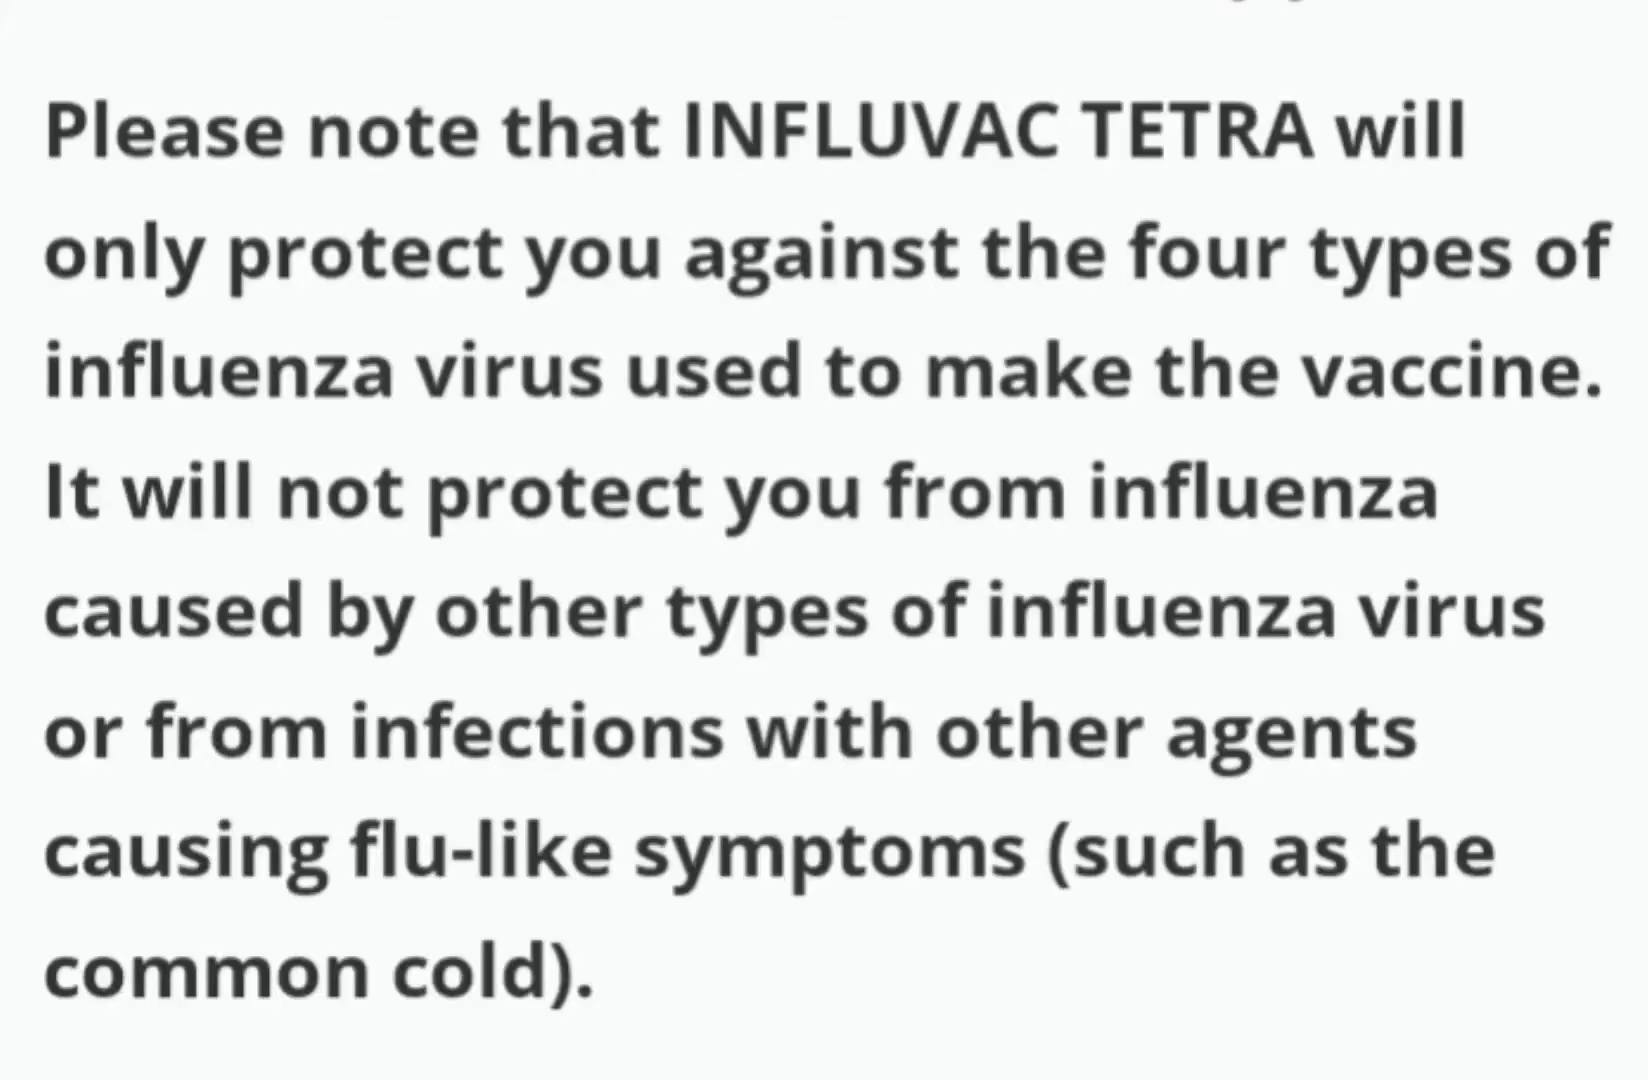 Please note that INFLUVAC TETRA will
only protect you against the four types of
influenza virus used to make the vaccine.
It will not protect you from influenza
caused by other types of influenza virus
or from infections with other agents
causing flu-like symptoms (such as the
common cold).